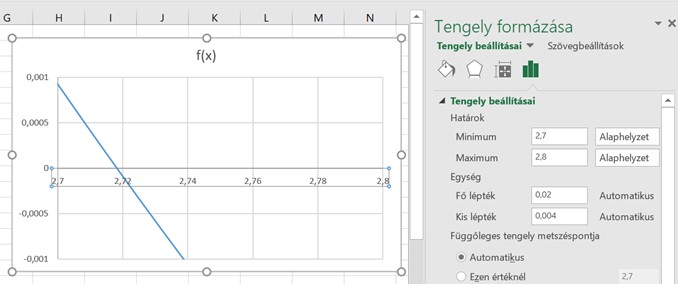 G H I J K L M N
f(x)
0,001
0,0005
0
2,7 2,72 2,74 2,76 2,78 2,8
-0,0005
-0,001
Tengely formázása
Tengely beállításai Szövegbeállítások
Tengely beállításai
Határok
Minimum 2,7 Alaphelyzet
Maximum 2,8 Alaphelyzet
Egység
Fő lépték 0,02 Automatikus
Kis lépték 0,004 Automatikus
Függőleges tengely metszéspontja
Automatikus
Ezen értéknél 2,7